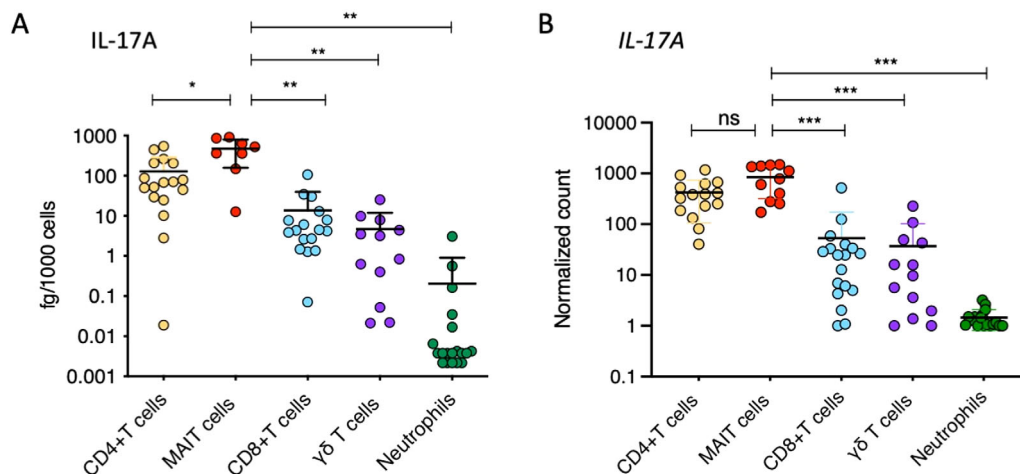 A
IL-17A
**
**
*
**
fg/1000 cells
1000
100
10
1
0.1
0.01
0.001
CD4+T cells
MAIT cells
CD8+T cells
γδ T cells
Neutrophils
B
IL-17A
***
***
ns
***
Normalized count
10000
1000
100
10
1
0.1
CD4+T cells
MAIT cells
CD8+T cells
γδ T cells
Neutrophils